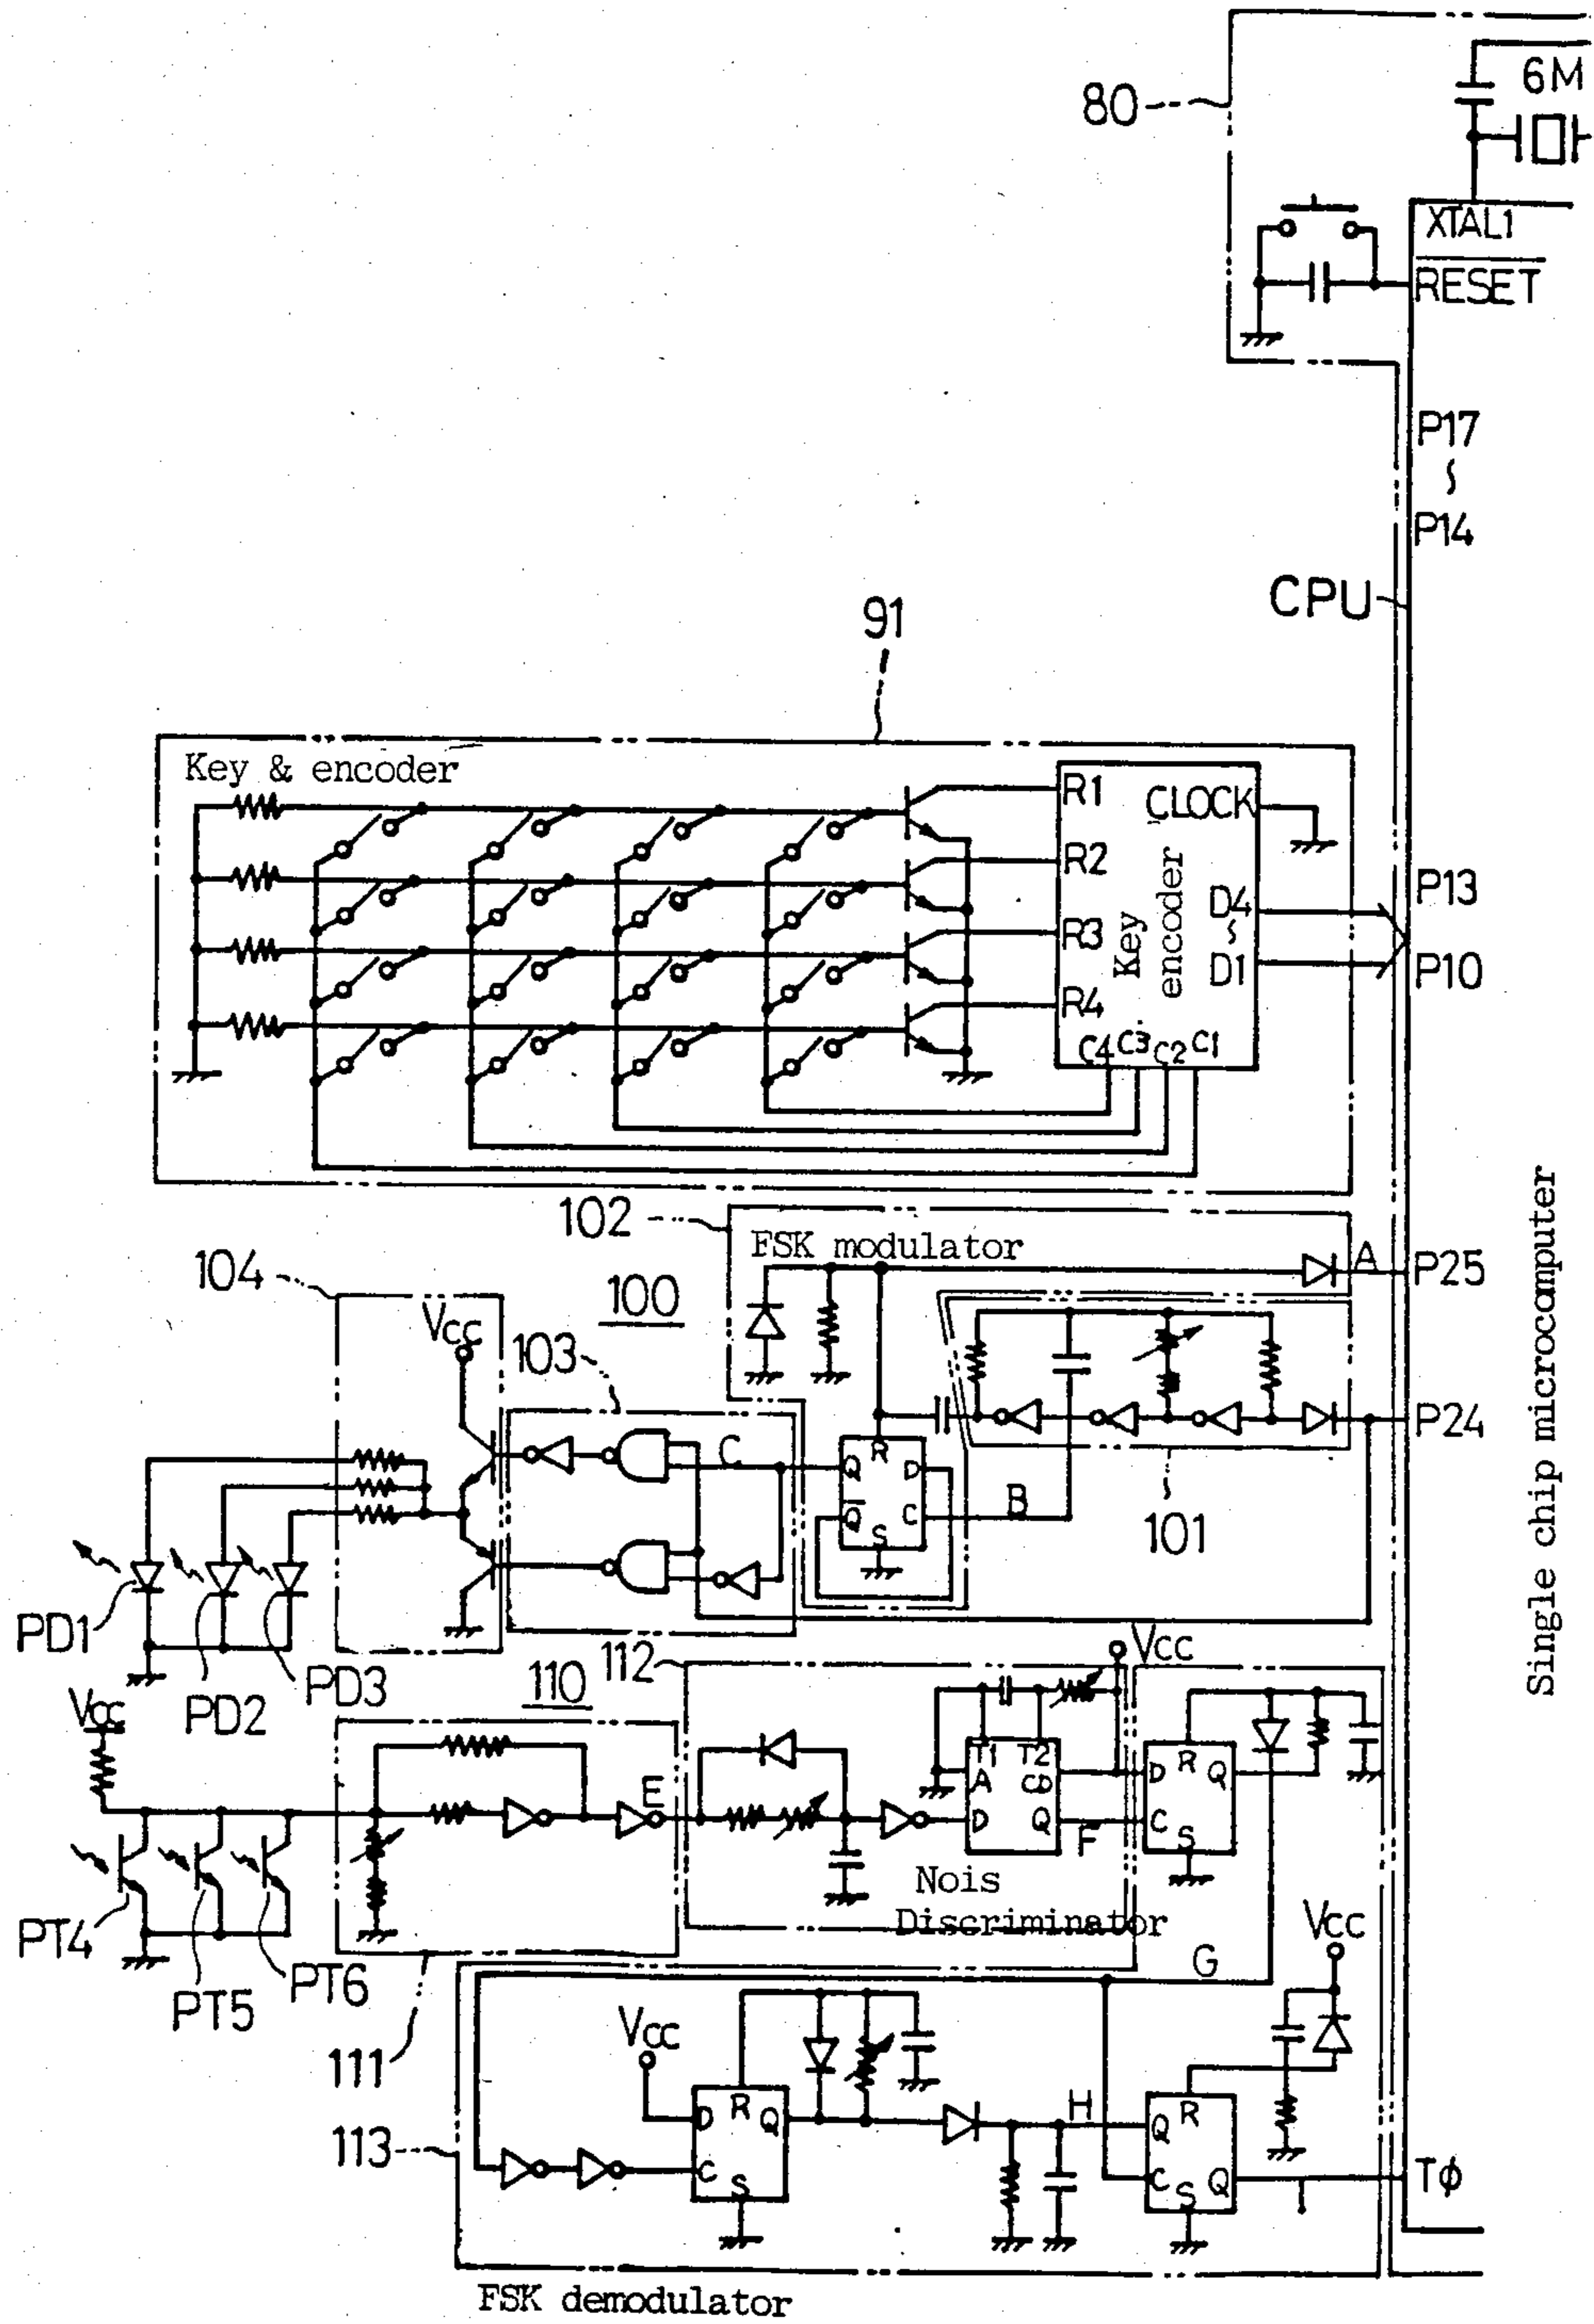 80
6M
XTAL1
RESET
P17
P14
CPU
91
Key & encoder
R1
CLOCK
R2
R3
R4
Key
encoder
D4
D1
C4 C3 C2 C1
P13
P10
102
FSK modulator
A
P25
104
100
Vcc
103
C
Q
R
D
Q
S
C
B
P24
101
Single chip microcomputer
PD1
PD2
PD3
110
112
Vcc
Vcc
E
T1 T2
A
CD
D
Q
F
D
R
Q
C
S
Nois
Discriminator
PT4
PT5
PT6
111
G
Vcc
Vcc
D
R
Q
C
S
H
Q
R
C
S
Q
TØ
113
FSK demodulator